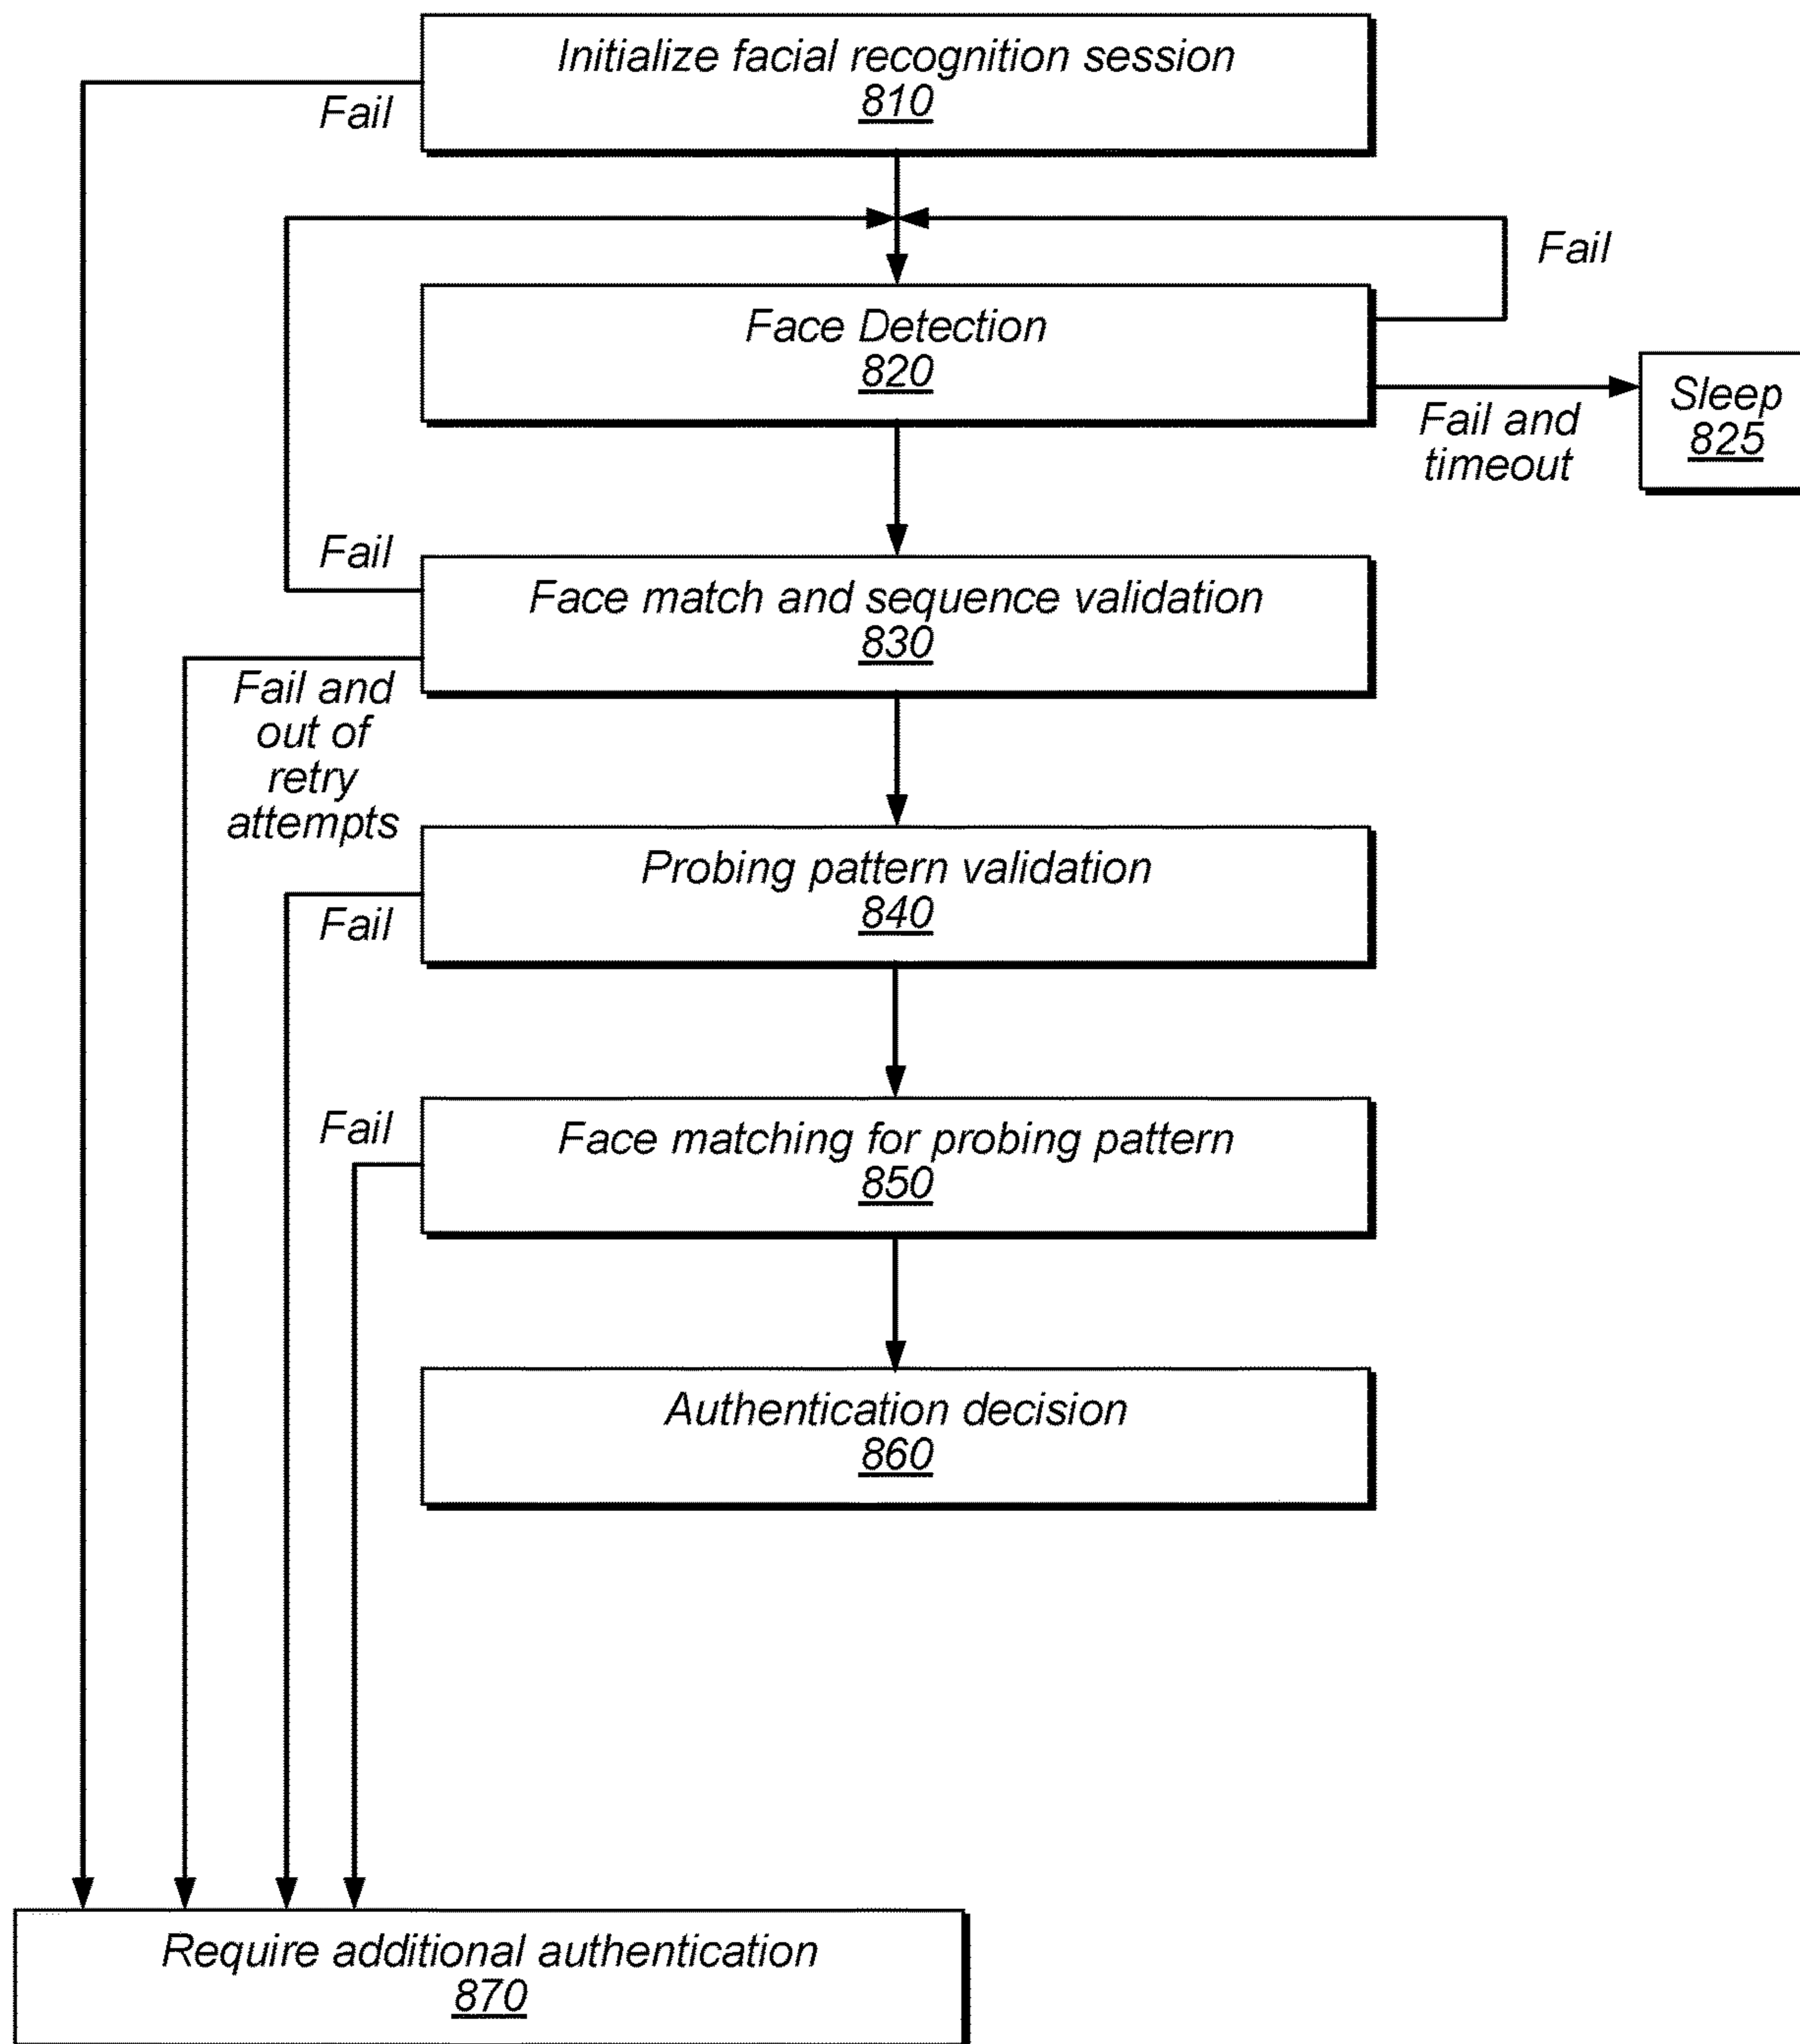 Initialize facial recognition session
810
Fail
Fail
Face Detection
820
Sleep
825
Fail and
timeout
Fail
Face match and sequence validation
830
Fail and
out of
retry
attempts
Probing pattern validation
840
Fail
Fail
Face matching for probing pattern
850
Authentication decision
860
Require additional authentication
870